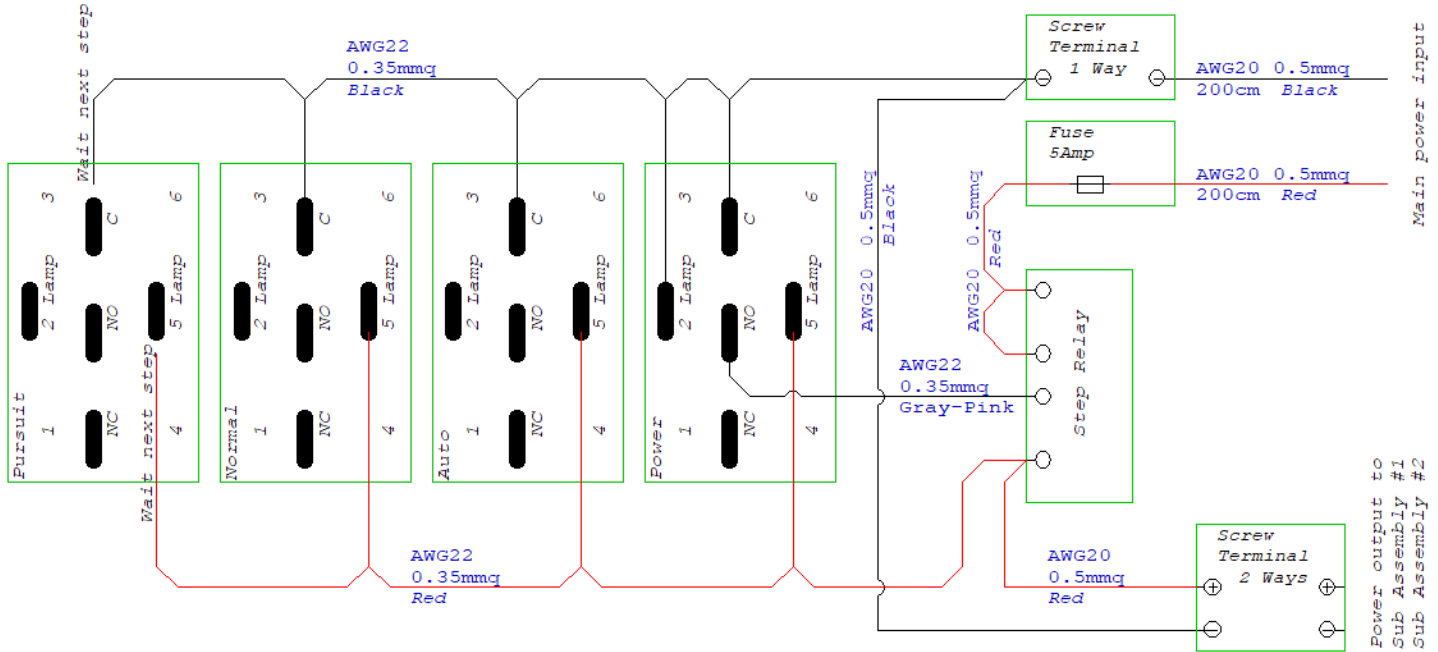 Wait next step
AWG22
0.35mmq
Black
Screw
Terminal
1 Way
AWG20 0.5mmq
200cm Black
Main power input
Fuse
5Amp
AWG20 0.5mmq
200cm Red
3
6
C
2 Lamp
NO
5 Lamp
Pursuit
1
NC
4
Wait next step
3
6
C
2 Lamp
NO
5 Lamp
Normal
1
NC
4
3
6
C
2 Lamp
NO
5 Lamp
Auto
1
NC
4
3
6
C
2 Lamp
NO
5 Lamp
Power
1
NC
4
AWG20 0.5mmq
Black
AWG20 0.5mmq
Red
AWG22
0.35mmq
Gray-Pink
Step Relay
AWG22
0.35mmq
Red
AWG20
0.5mmq
Red
Screw
Terminal
2 Ways
Power output to
Sub Assembly #1
Sub Assembly #2